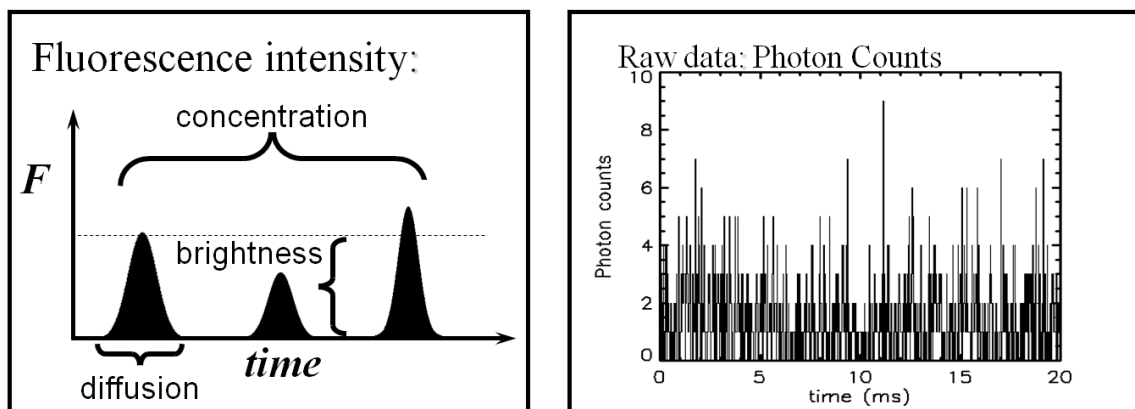 Fluorescence intensity:
concentration
F
brightness
time
diffusion
Raw data: Photon Counts
10
8
6
4
2
0
Photon counts
0 5 10 15 20
time (ms)